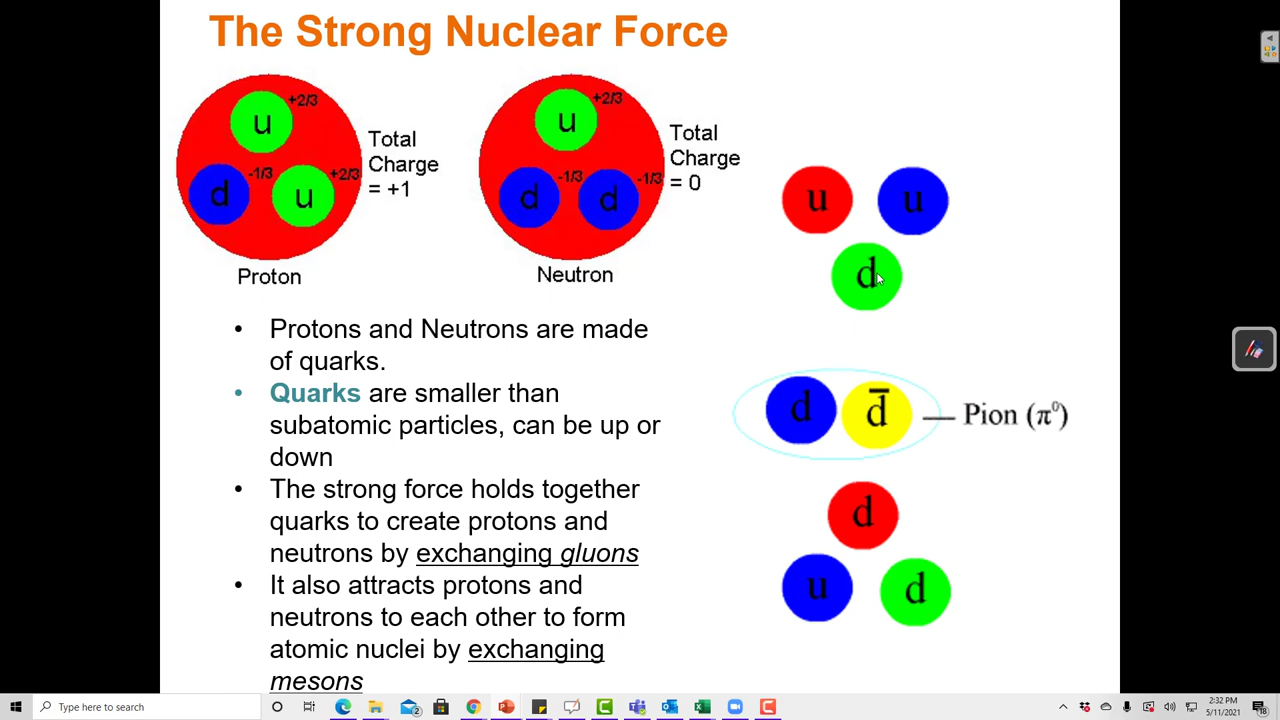 The Strong Nuclear Force
u +2/3
d -1/3 u +2/3
Total
Charge
= +1
Proton
u +2/3
d -1/3 d -1/3
Total
Charge
= 0
Neutron
u u
d
• Protons and Neutrons are made
of quarks.
• Quarks are smaller than
subatomic particles, can be up or
down
• The strong force holds together
quarks to create protons and
neutrons by exchanging gluons
• It also attracts protons and
neutrons to each other to form
atomic nuclei by exchanging
mesons
d d̅ — Pion (π⁰)
d
u d
Type here to search
2
2:32 PM
5/11/2021
18